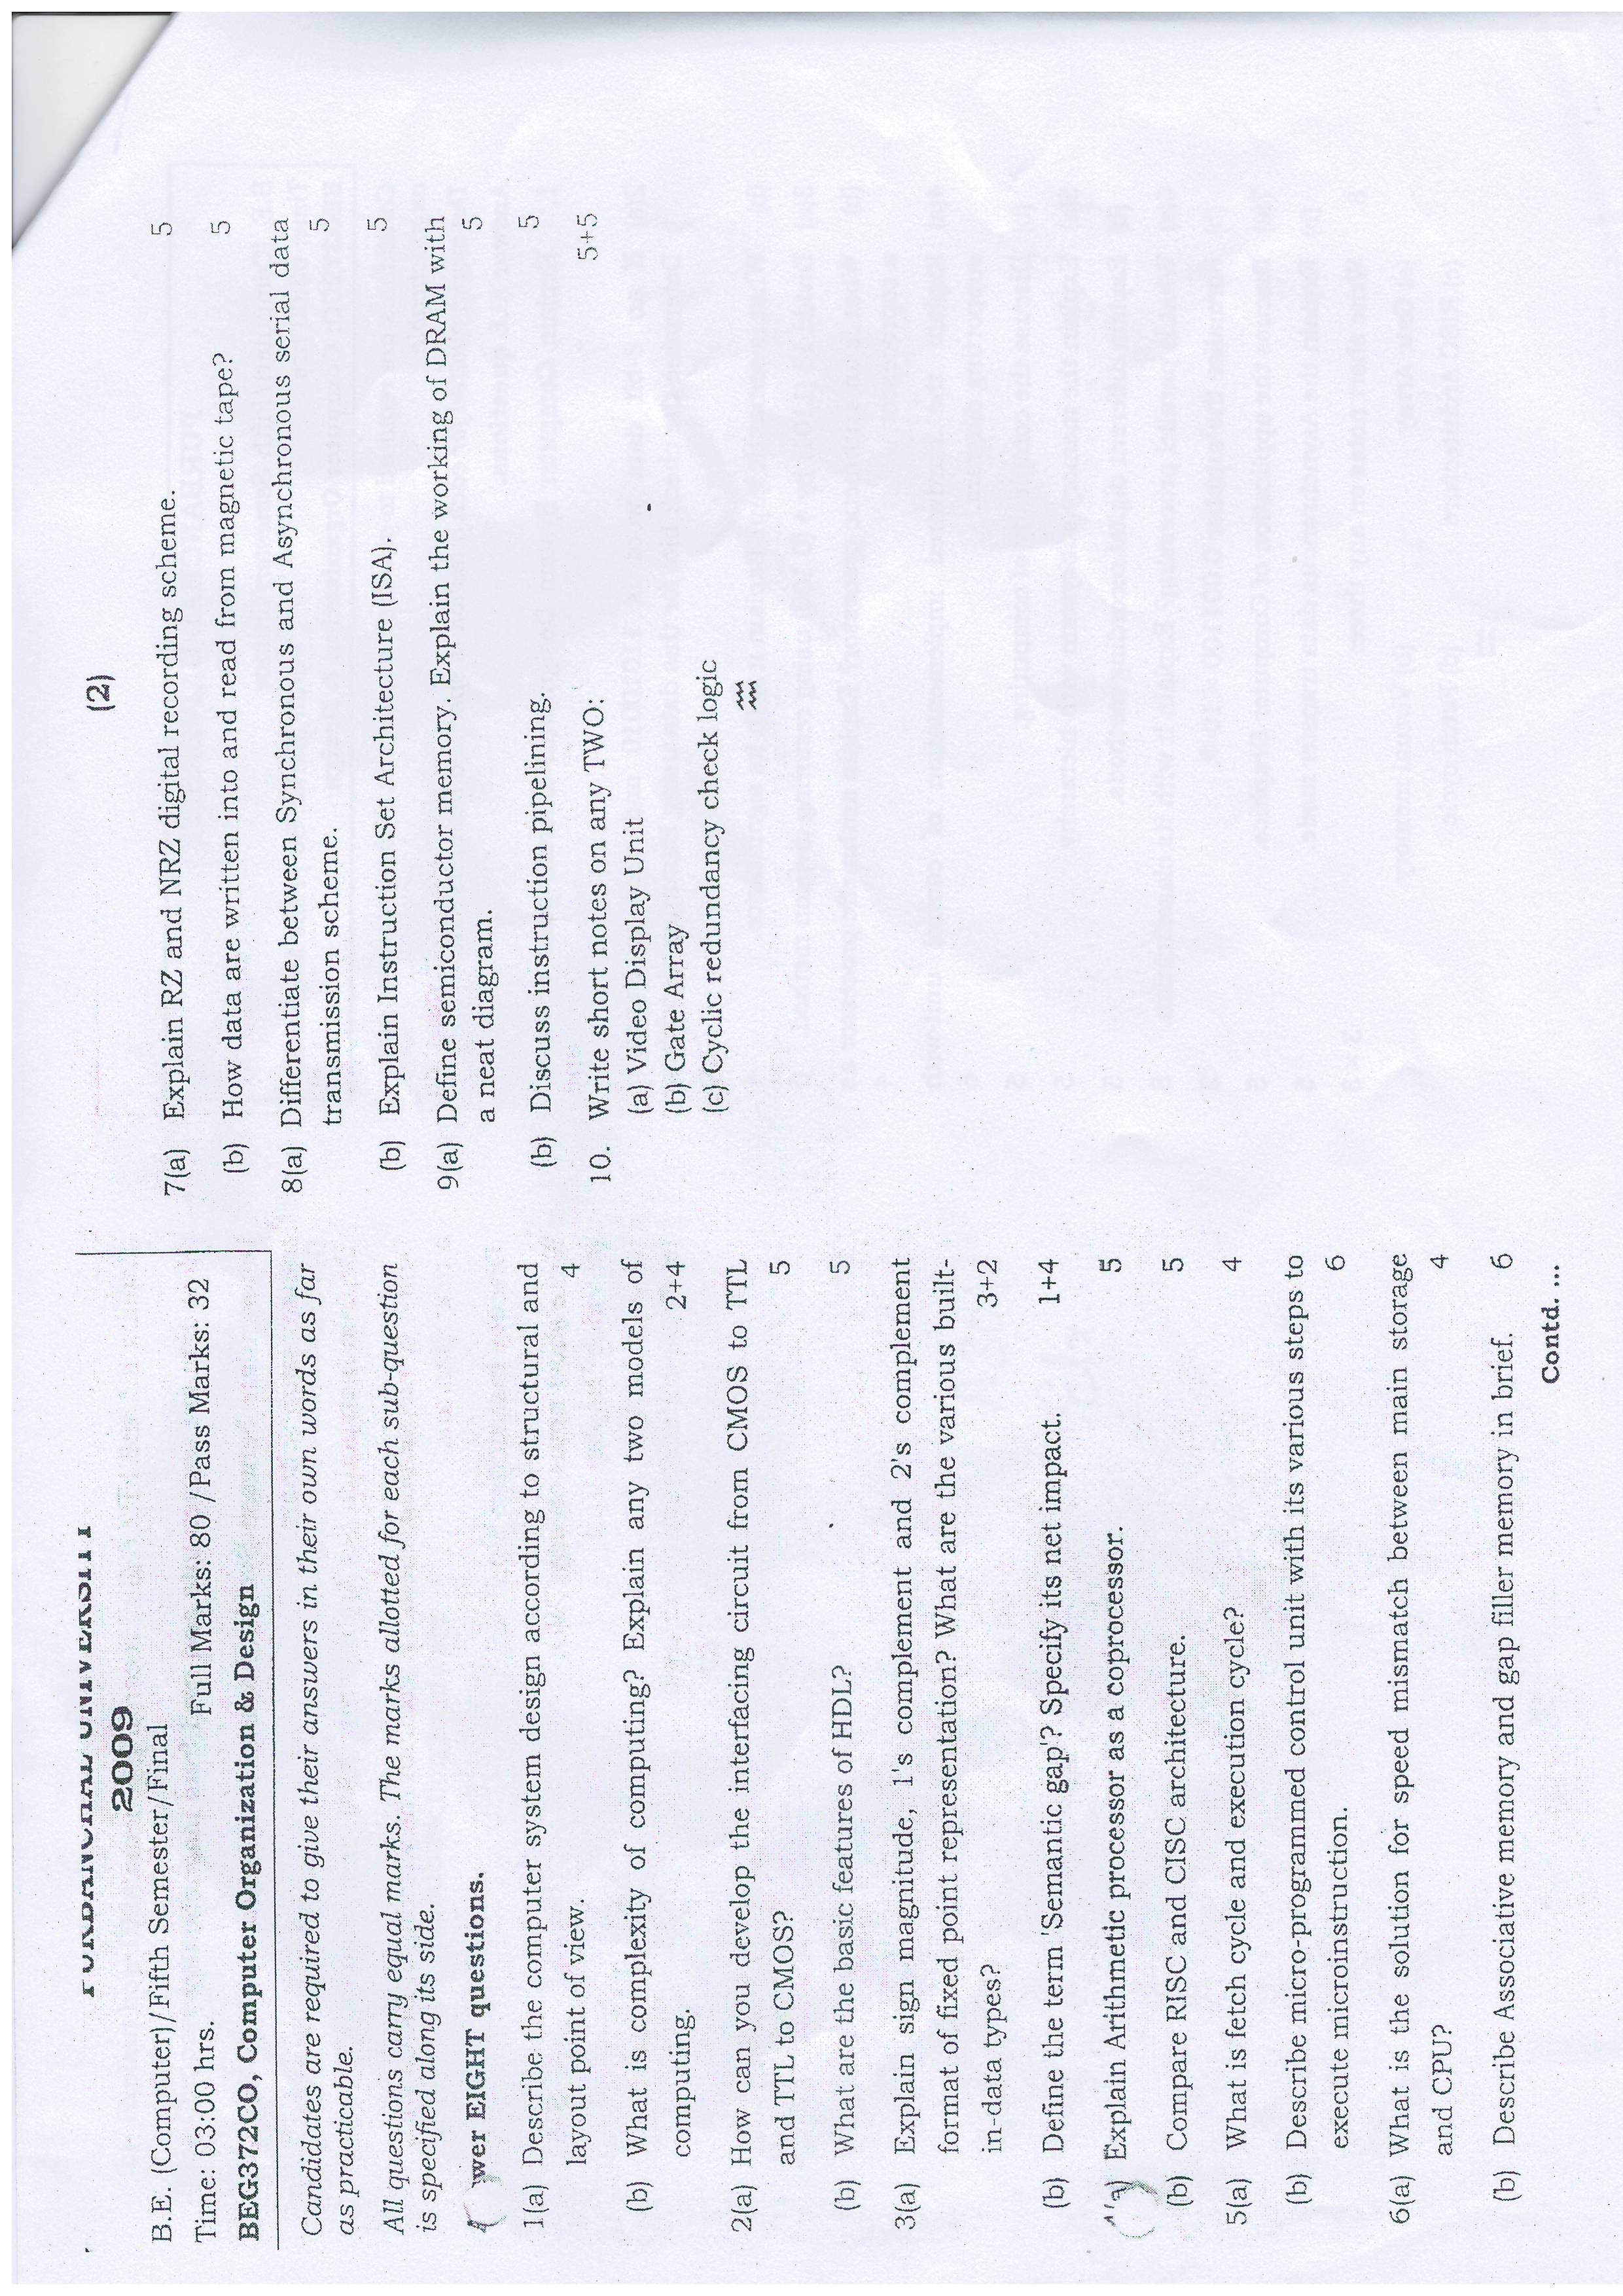 2009
B.E. (Computer)/Fifth Semester/Final
Time: 03:00 hrs. Full Marks: 80 /Pass Marks: 32
BEG372CO, Computer Organization & Design
Candidates are required to give their answers in their own words as far
as practicable.
All questions carry equal marks. The marks allotted for each sub-question
is specified along its side.
wer EIGHT questions.
1(a) Describe the computer system design according to structural and
layout point of view. 4
(b) What is complexity of computing? Explain any two models of
computing. 2+4
2(a) How can you develop the interfacing circuit from CMOS to TTL
and TTL to CMOS? 5
(b) What are the basic features of HDL? 5
3(a) Explain sign magnitude, 1's complement and 2's complement
format of fixed point representation? What are the various built-
in-data types? 3+2
(b) Define the term 'Semantic gap'? Specify its net impact. 1+4
a) Explain Arithmetic processor as a coprocessor. 5
(b) Compare RISC and CISC architecture. 5
5(a) What is fetch cycle and execution cycle? 4
(b) Describe micro-programmed control unit with its various steps to
execute microinstruction. 6
6(a) What is the solution for speed mismatch between main storage
and CPU? 4
(b) Describe Associative memory and gap filler memory in brief. 6
Contd. ...
(2)
7(a) Explain RZ and NRZ digital recording scheme. 5
(b) How data are written into and read from magnetic tape? 5
8(a) Differentiate between Synchronous and Asynchronous serial data
transmission scheme. 5
(b) Explain Instruction Set Architecture (ISA). 5
9(a) Define semiconductor memory. Explain the working of DRAM with
a neat diagram. 5
(b) Discuss instruction pipelining. 5
10. Write short notes on any TWO: 5+5
(a) Video Display Unit
(b) Gate Array
(c) Cyclic redundancy check logic